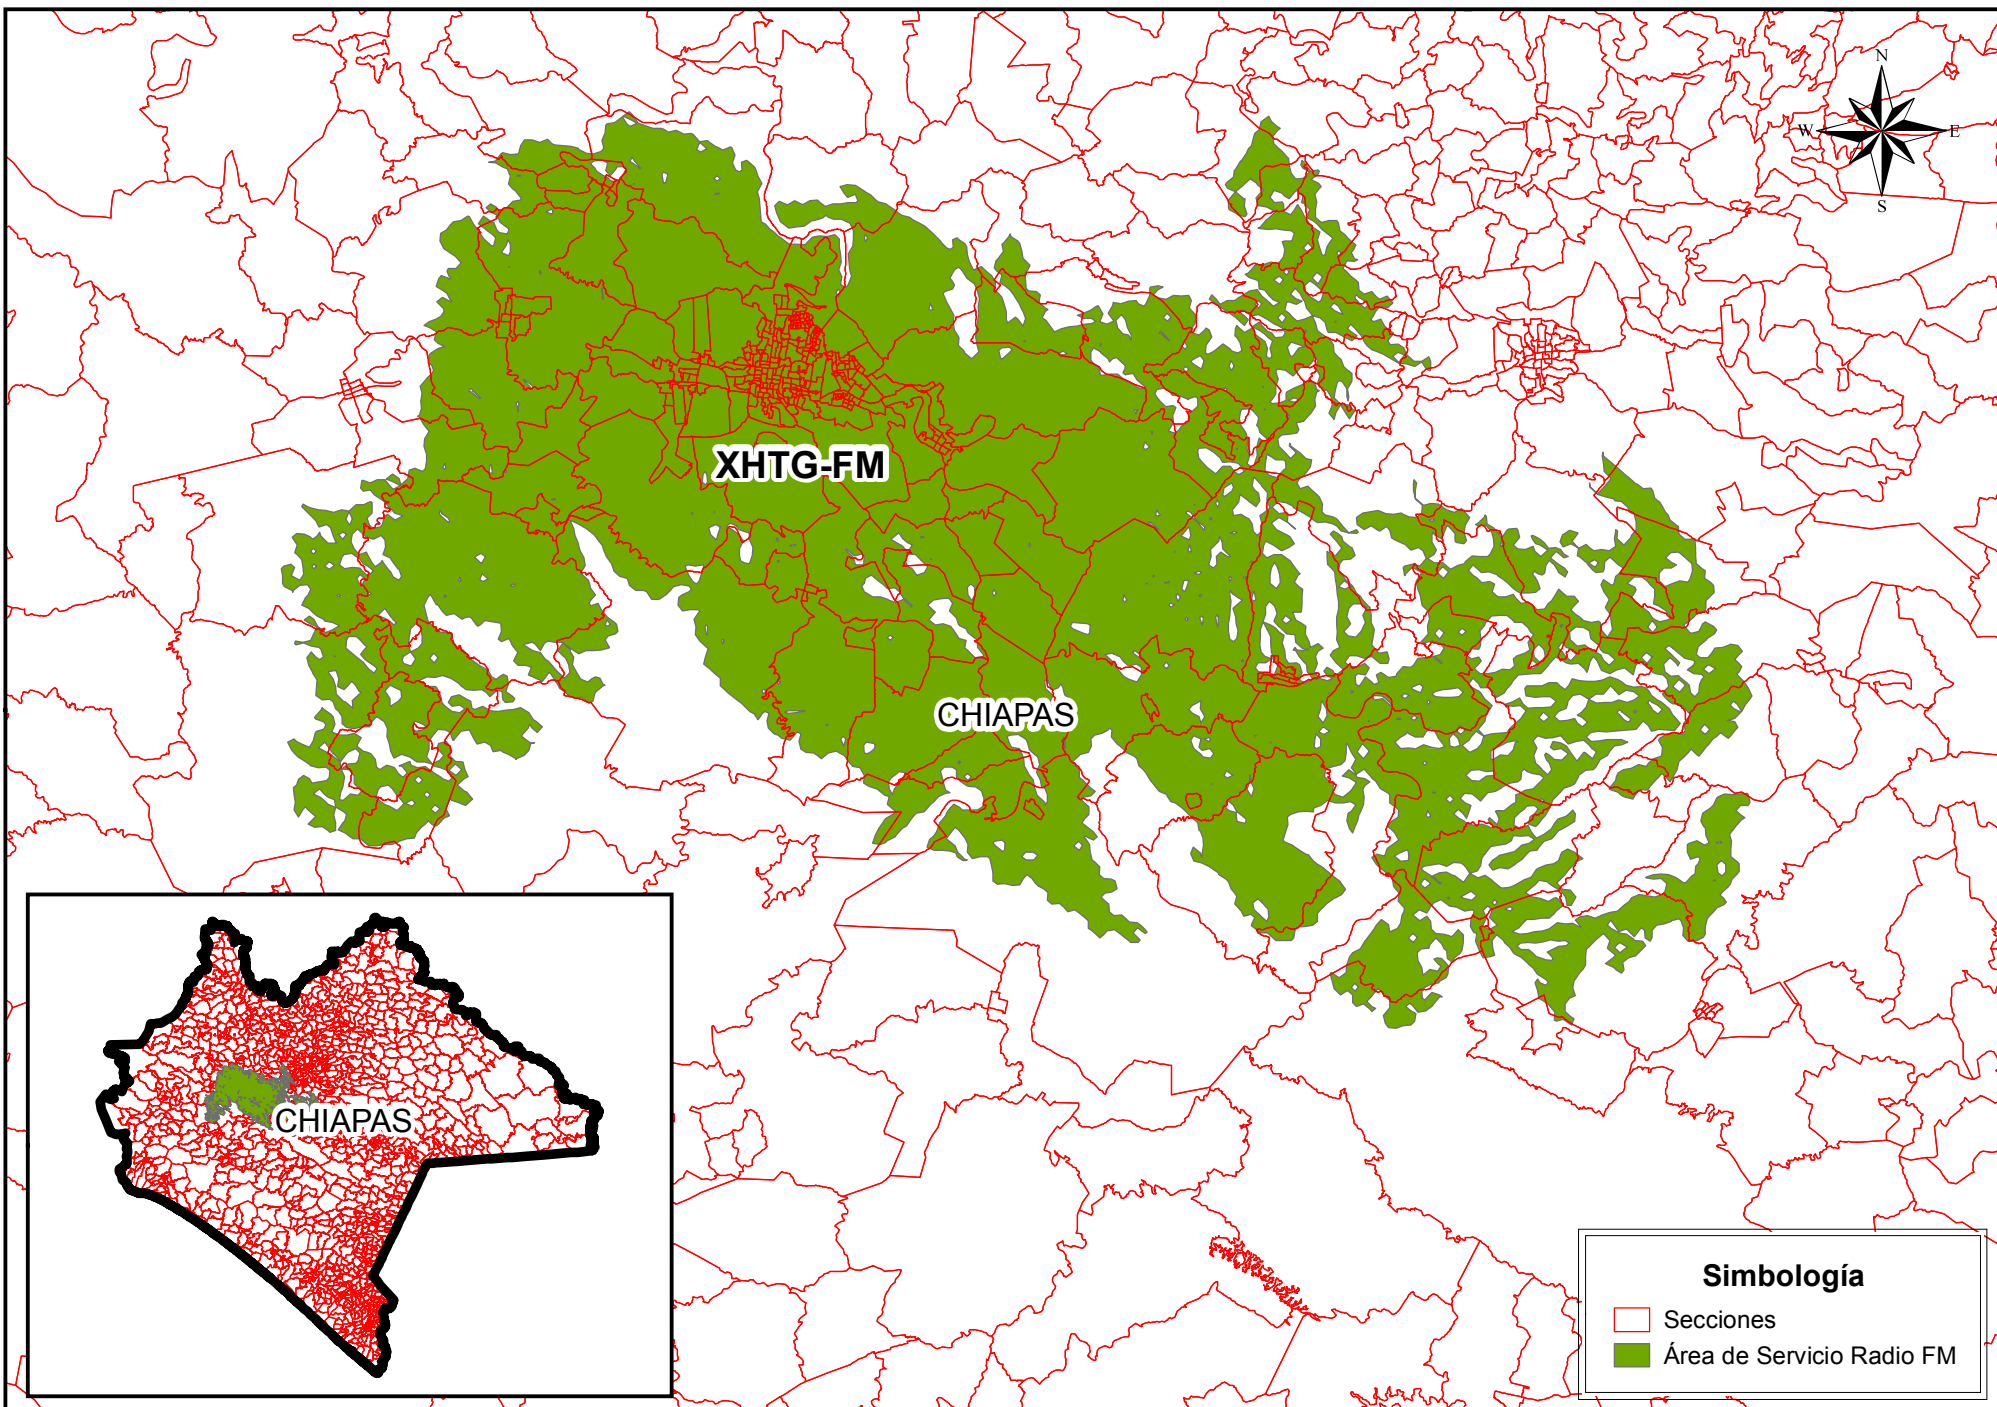 N
W
E
S
XHTG-FM
CHIAPAS
CHIAPAS
Simbología
Secciones
Área de Servicio Radio FM